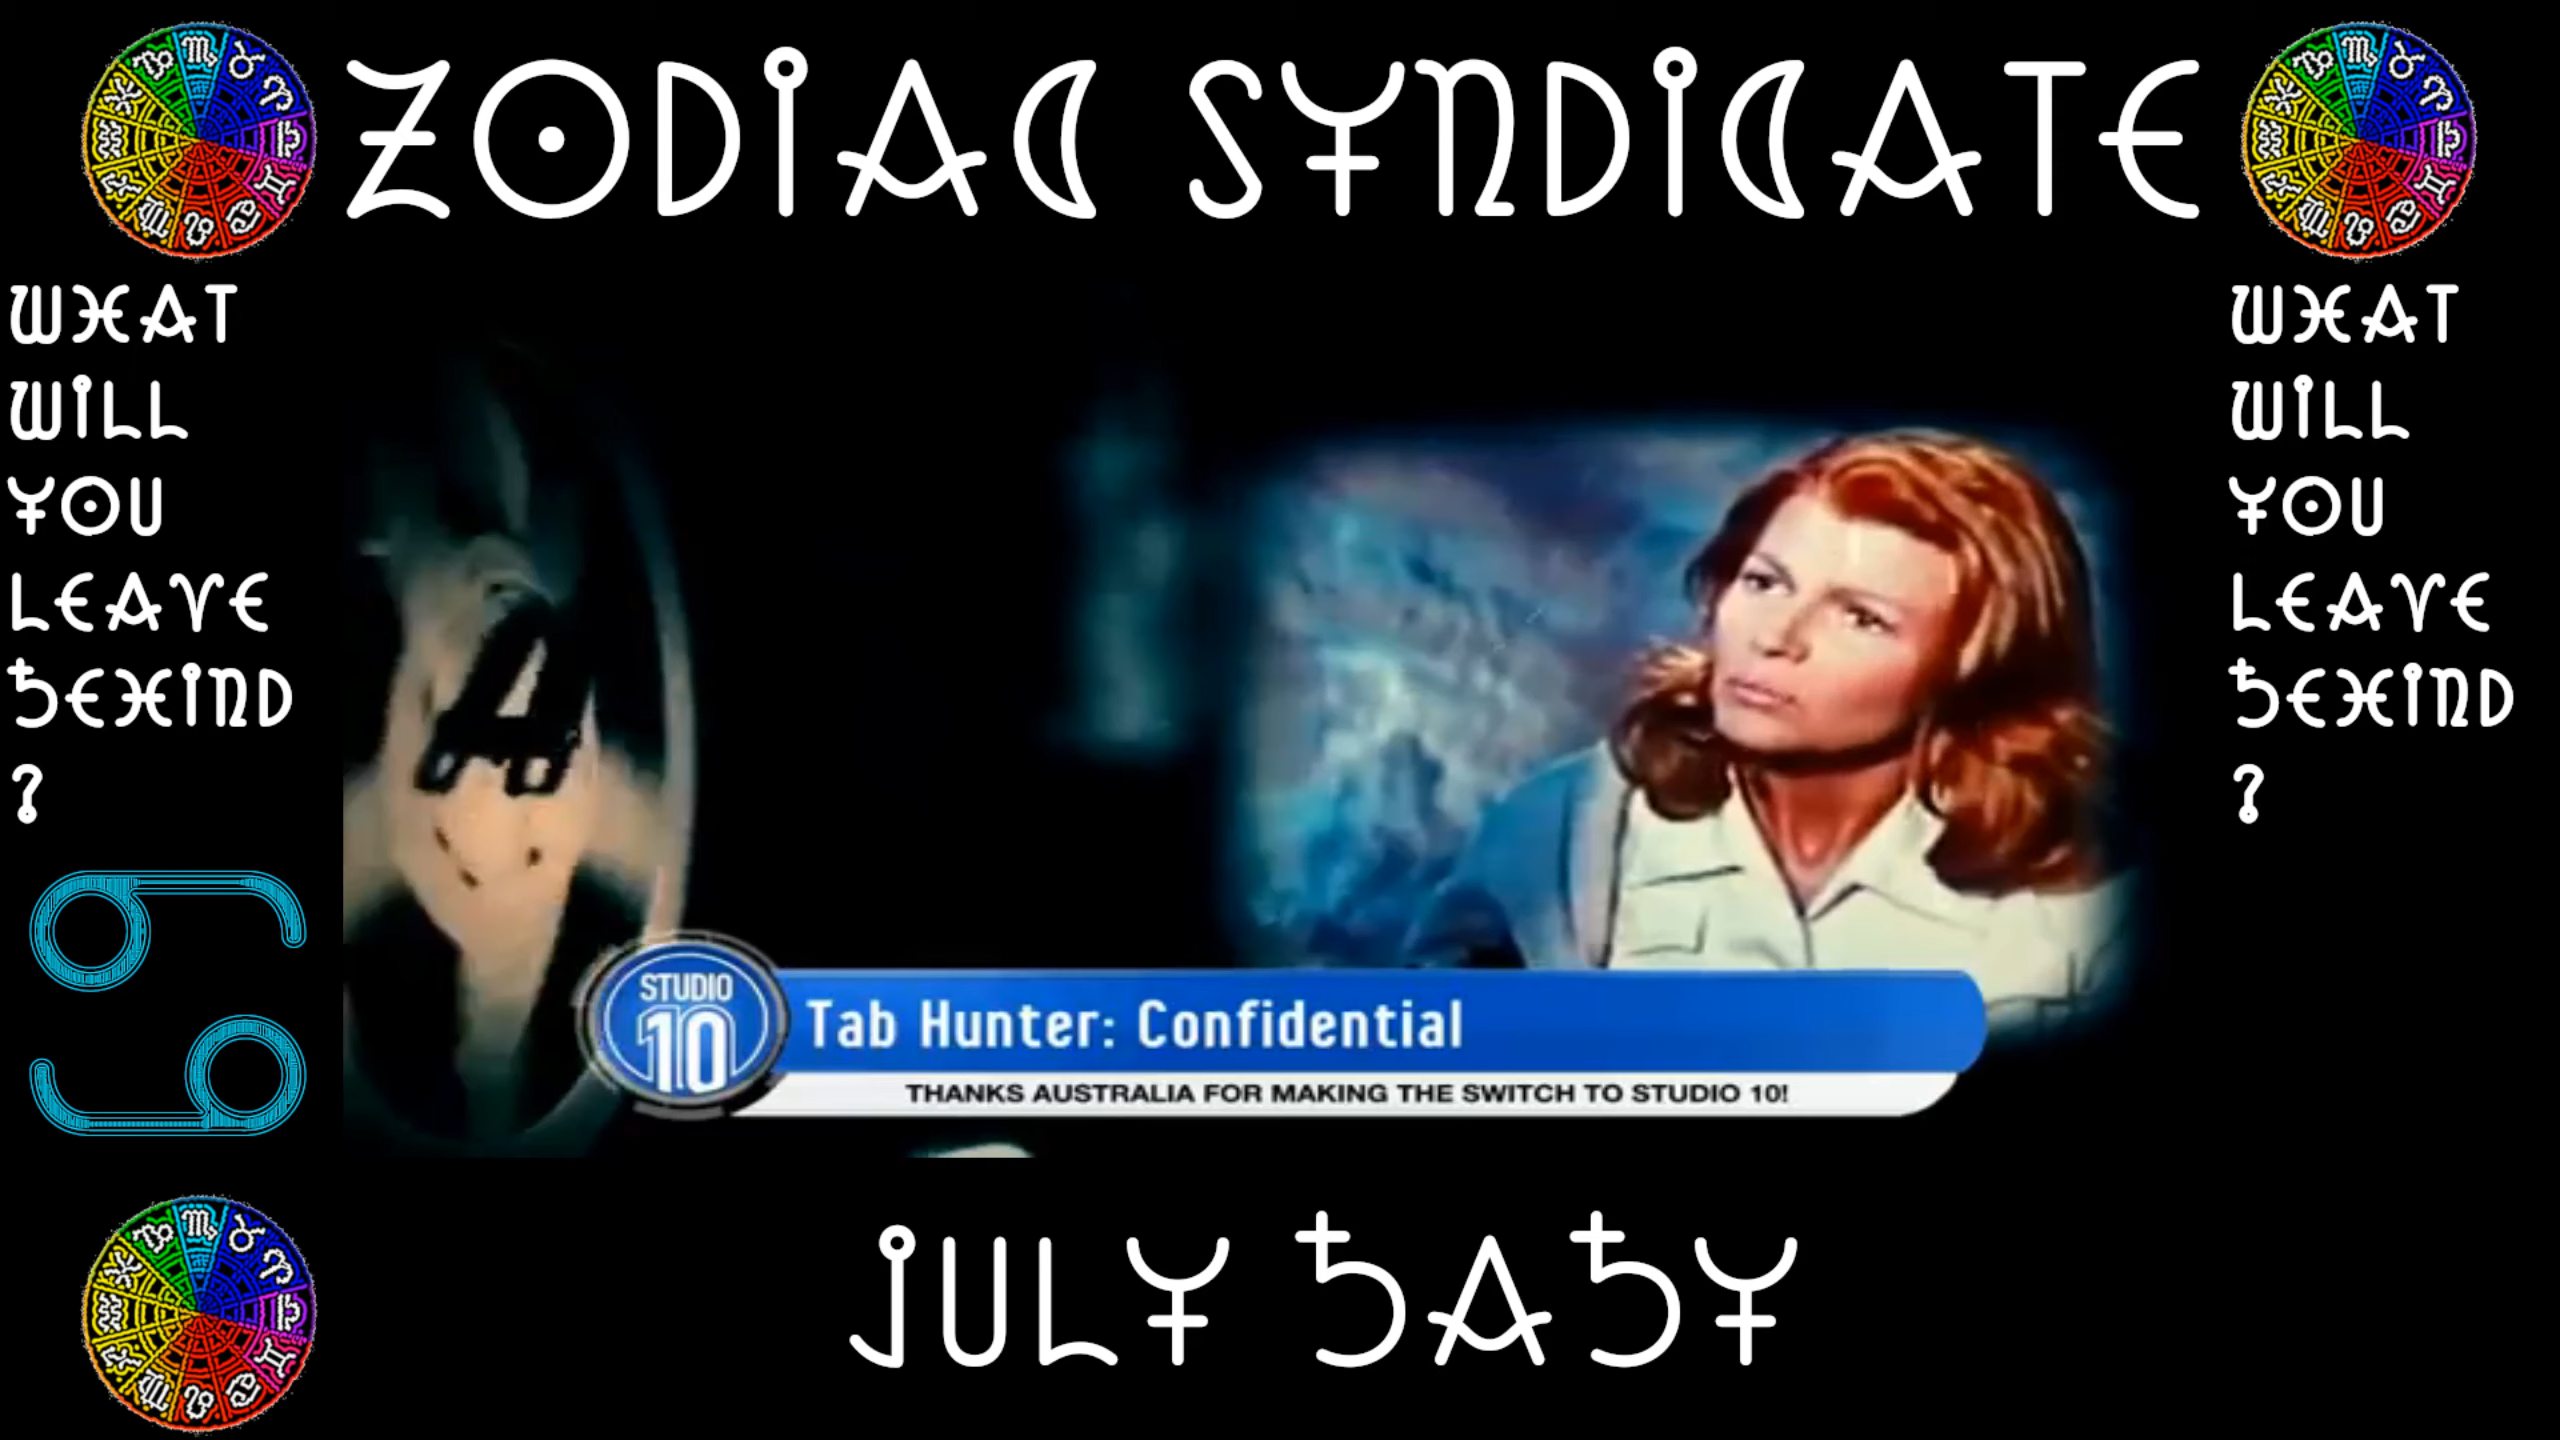 ZODIAC SYNDICATE
WHAT
WILL
YOU
LEAVE
BEHIND
?
WHAT
WILL
YOU
LEAVE
BEHIND
?
STUDIO
10
Tab Hunter: Confidential
THANKS AUSTRALIA FOR MAKING THE SWITCH TO STUDIO 10!
JULY BABY